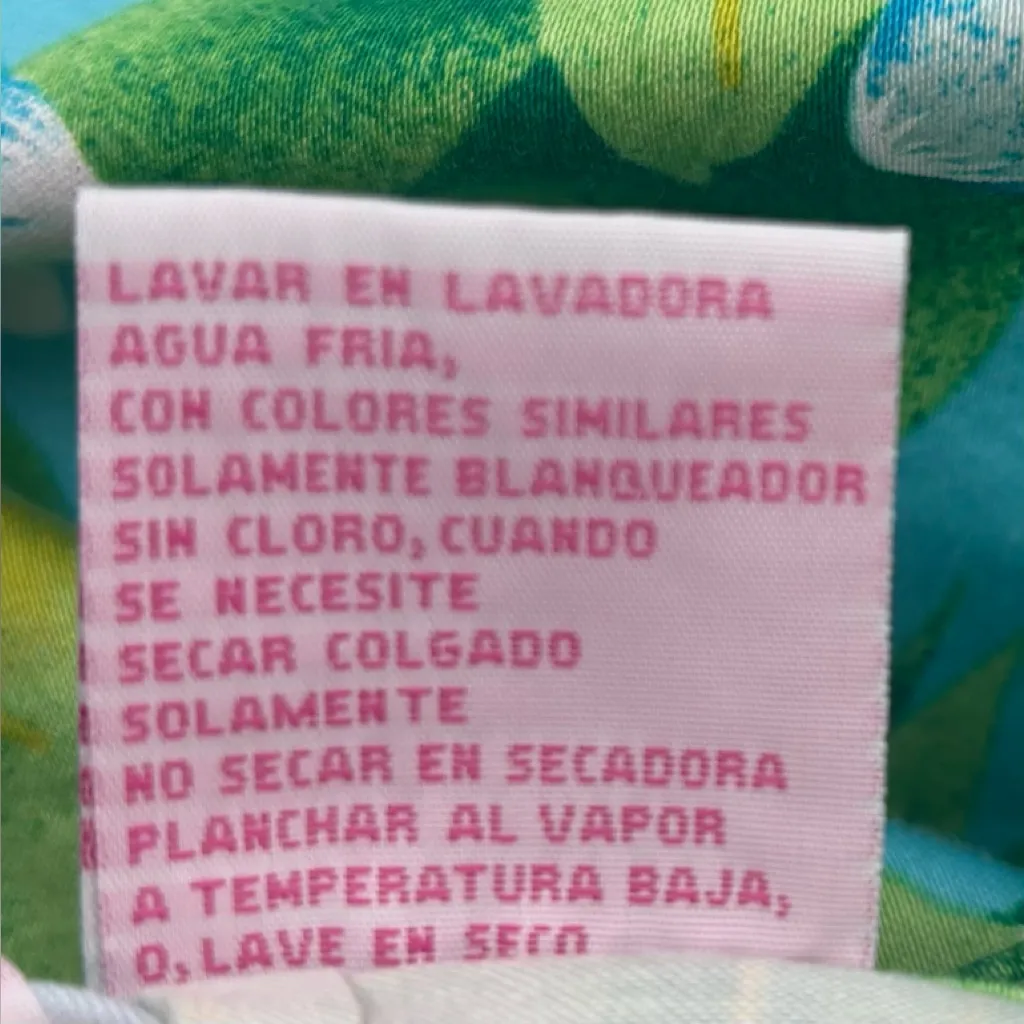 LAVAR EN LAVADORA
AGUA FRIA,
CON COLORES SIMILARES
SOLAMENTE BLANQUEADOR
SIN CLORO, CUANDO
SE NECESITE
SECAR COLGADO
SOLAMENTE
NO SECAR EN SECADORA
PLANCHAR AL VAPOR
A TEMPERATURA BAJA,
O, LAVE EN SECO